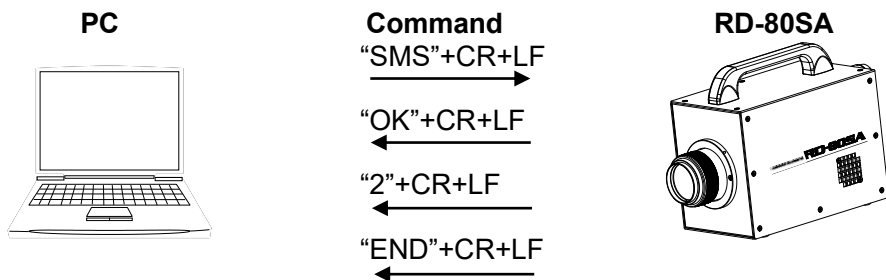 PC
Command
RD-80SA
“SMS”+CR+LF
“OK”+CR+LF
“2”+CR+LF
“END”+CR+LF
RD-80SA